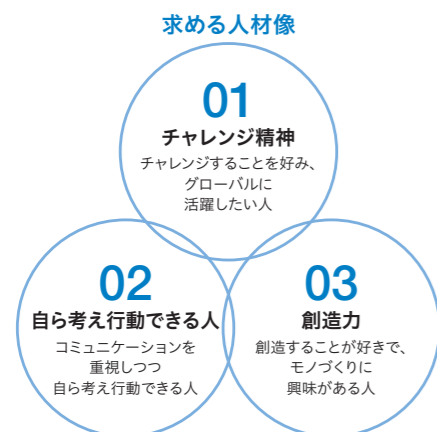 求める人材像
01
チャレンジ精神
チャレンジすることを好み、
グローバルに
活躍したい人
02
自ら考え行動できる人
コミュニケーションを
重視しつつ
自ら考え行動できる人
03
創造力
創造することが好きで、
モノづくりに
興味がある人